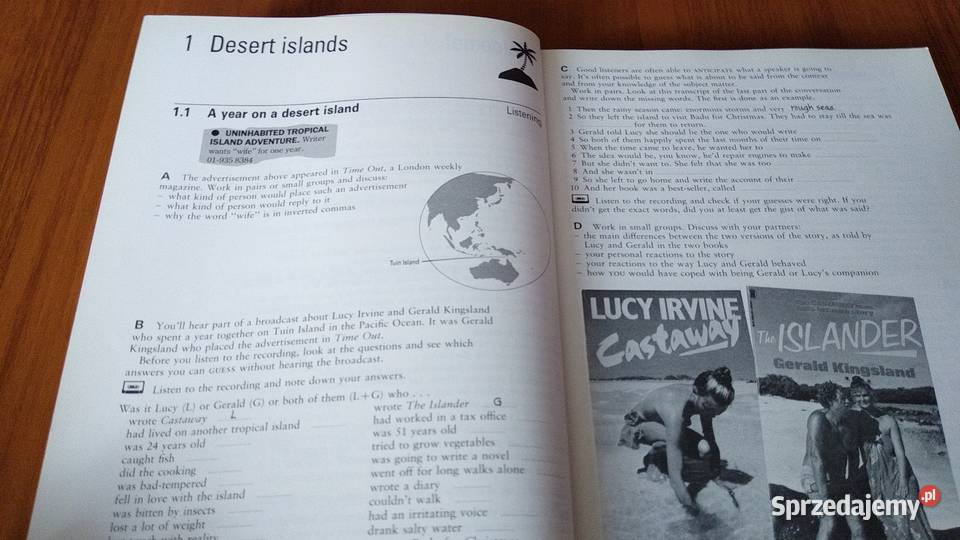 1 Desert islands
1.1 A year on a desert island
Listening
● UNINHABITED TROPICAL
ISLAND ADVENTURE. Writer
wants "wife" for one year.
01-935 8384
A The advertisement above appeared in Time Out, a London weekly
magazine. Work in pairs or small groups and discuss:
– what kind of person would place such an advertisement
– what kind of person would reply to it
– why the word "wife" is in inverted commas
Tuin Island
B You'll hear part of a broadcast about Lucy Irvine and Gerald Kingsland
who spent a year together on Tuin Island in the Pacific Ocean. It was Gerald
Kingsland who placed the advertisement in Time Out.
Before you listen to the recording, look at the questions and see which
answers you can GUESS without hearing the broadcast.
Listen to the recording and note down your answers.
Was it Lucy (L) or Gerald (G) or both of them (L+G) who . . .
wrote Castaway L
had lived on another tropical island
was 24 years old
caught fish
did the cooking
was bad-tempered
fell in love with the island
was bitten by insects
lost a lot of weight
wrote The Islander G
had worked in a tax office
was 51 years old
tried to grow vegetables
was going to write a novel
went off for long walks alone
wrote a diary
couldn't walk
had an irritating voice
drank salty water
C Good listeners are often able to ANTICIPATE what a speaker is going to
say. It's often possible to guess what is about to be said from the context
and from your knowledge of the subject matter.
Work in pairs. Look at this transcript of the last part of the conversation
and write down the missing words. The first is done as an example.
1 Then the rainy season came: enormous storms and very rough seas.
2 So they left the island to visit Badu for Christmas. They had to stay till the sea was
for them to return.
3 Gerald told Lucy she should be the one who would write
4 So both of them happily spent the last months of their time on
5 When the time came to leave, he wanted her to
6 The idea would be, you know, he'd repair engines to make
7 But she didn't want to. She felt that she was too
8 And she wasn't in
9 So she left to go home and write the account of their
10 And her book was a best-seller, called
Listen to the recording and check if your guesses were right. If you
didn't get the exact words, did you at least get the gist of what was said?
D Work in small groups. Discuss with your partners:
– the main differences between the two versions of the story, as told by
Lucy and Gerald in the two books
– your personal reactions to the story
– your reactions to the way Lucy and Gerald behaved
– how YOU would have coped with being Gerald or Lucy's companion
LUCY IRVINE
Castaway
The ISLANDER
Gerald Kingsland
Sprzedajemy.pl